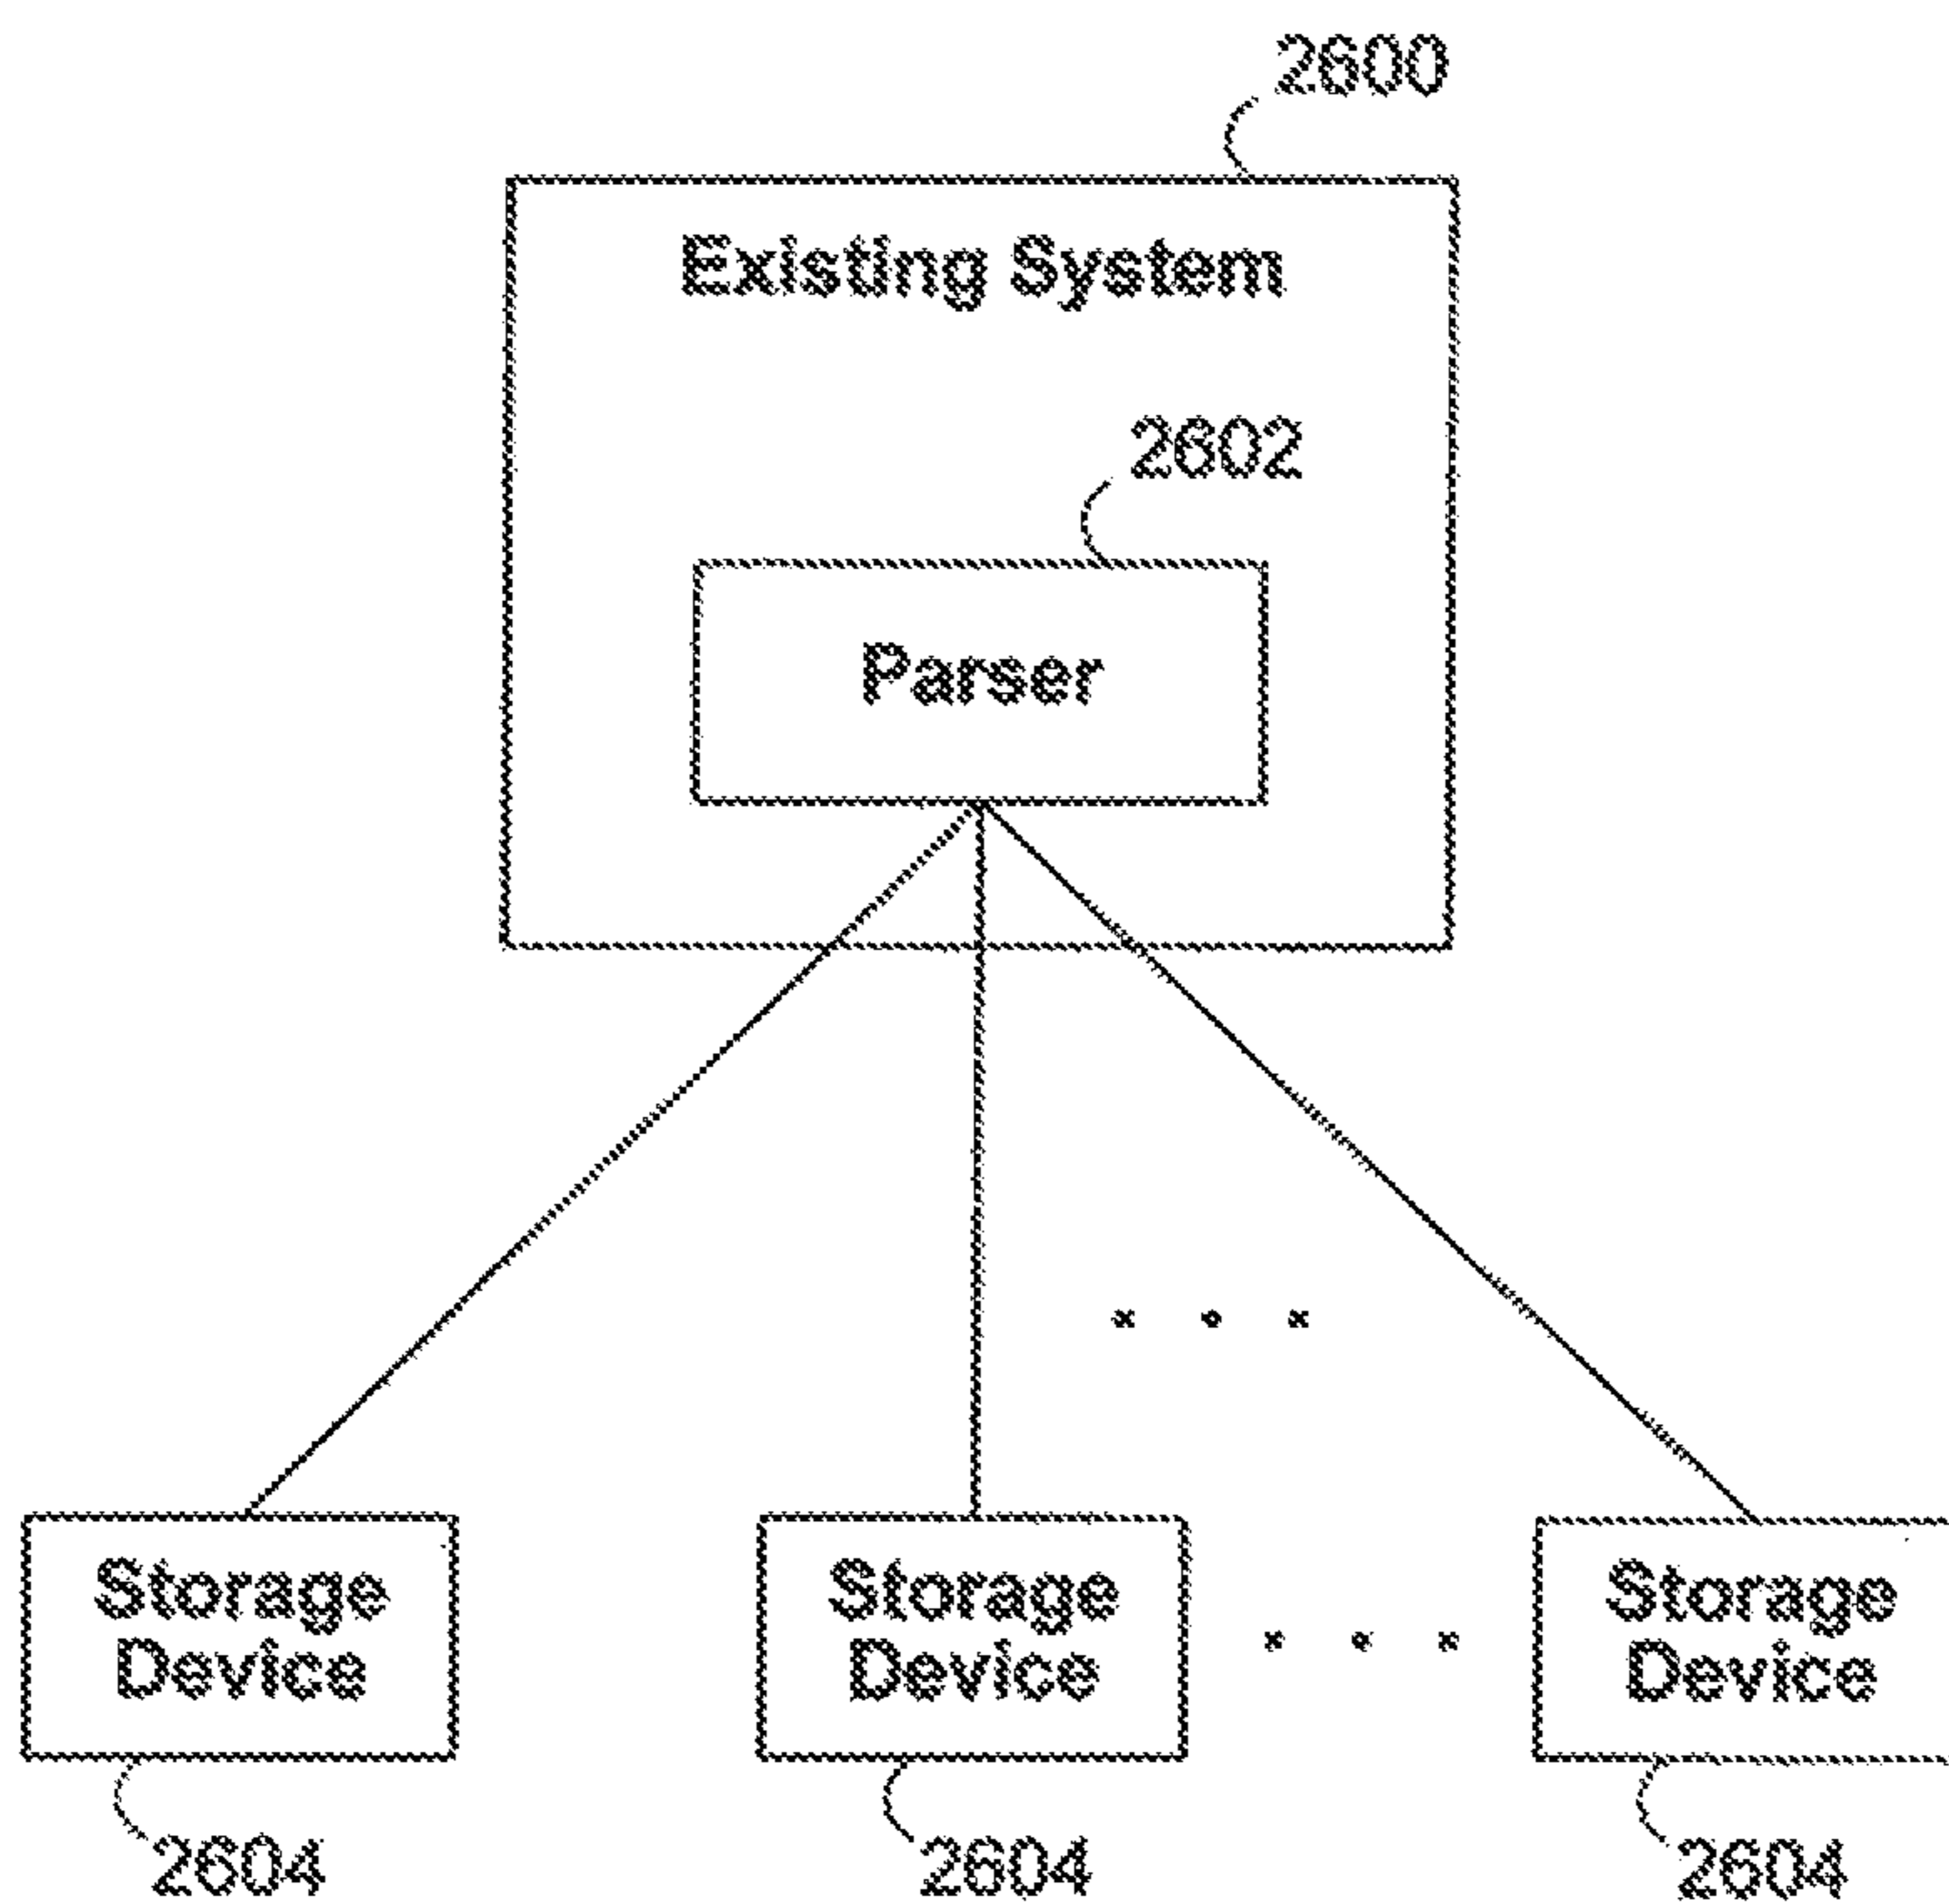 2600
Existing System
2602
Parser
Storage Storage Storage
Device Device Device
2604 2604 2604